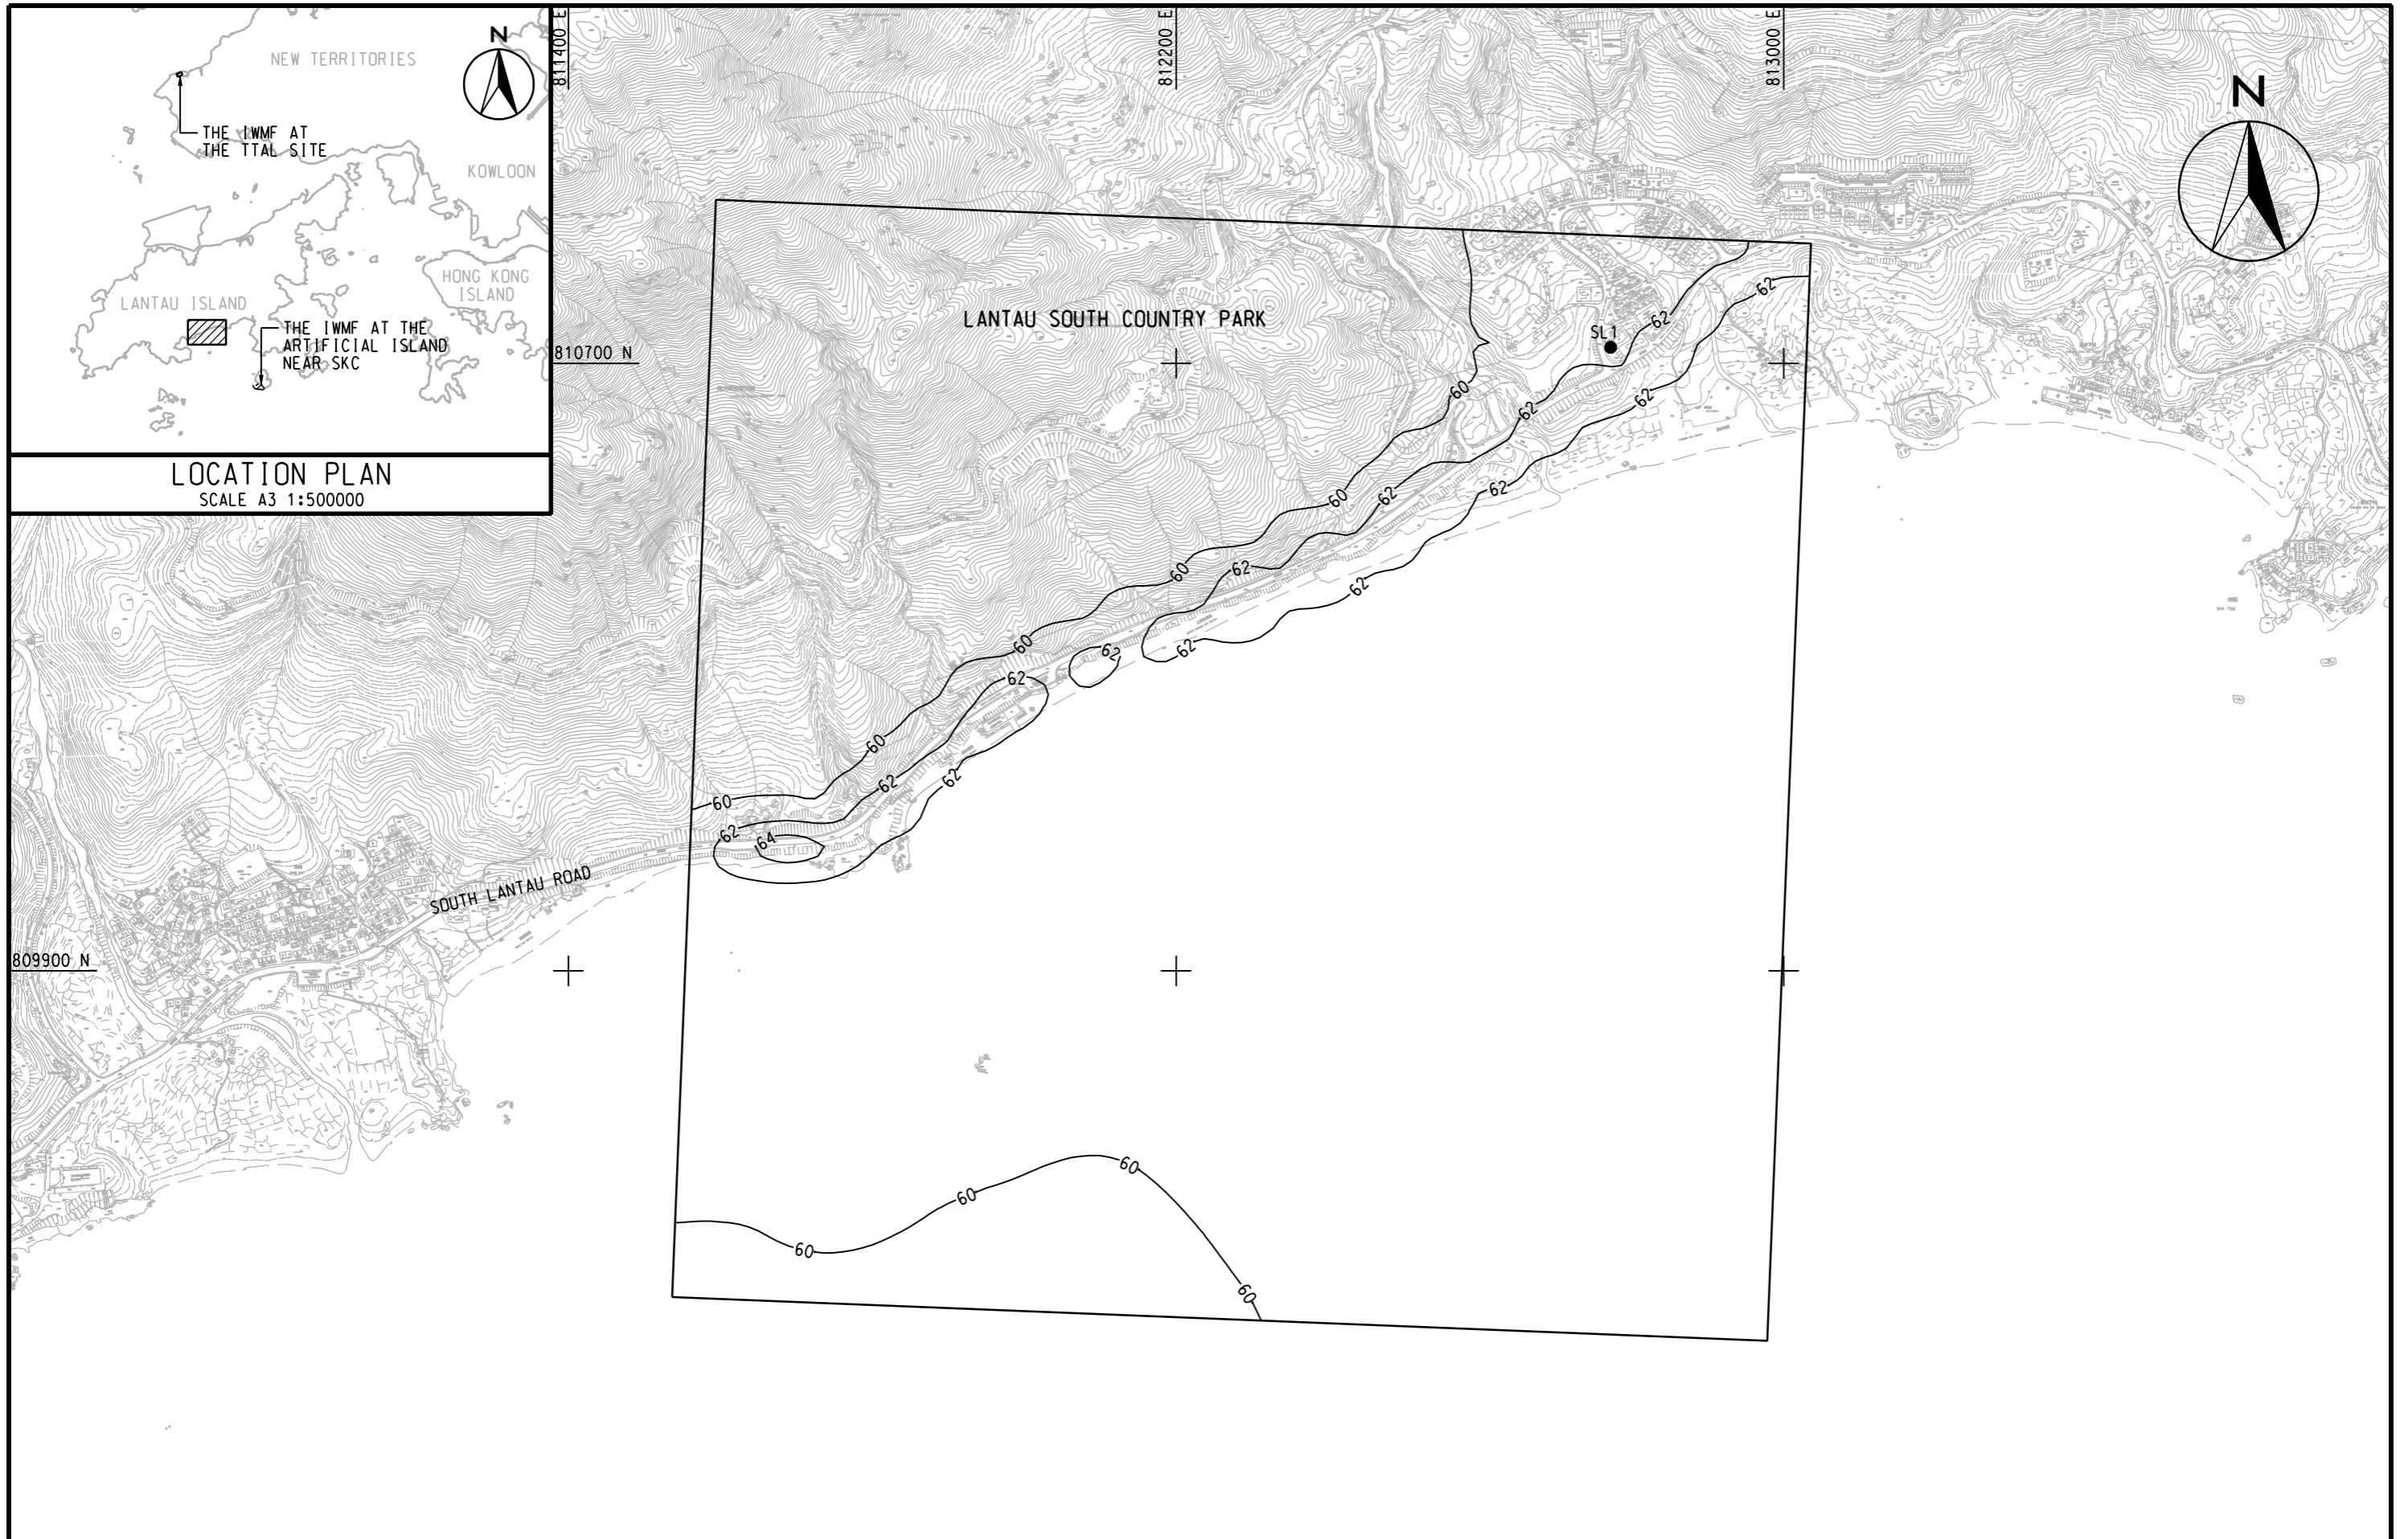 NEW TERRITORIES
N
THE IWMF AT
THE TTAL SITE
KOWLOON
HONG KONG
ISLAND
LANTAU ISLAND
THE IWMF AT THE
ARTIFICIAL ISLAND
NEAR SKC
LOCATION PLAN
SCALE A3 1:500000
811400 E
812200 E
813000 E
N
LANTAU SOUTH COUNTRY PARK
SL1
810700 N
62
62
62
62
60
62
62
60
62
60
62
62
60
62
62
60
62
62
60
62
60
62
64
SOUTH LANTAU ROAD
809900 N
60
60
60
60